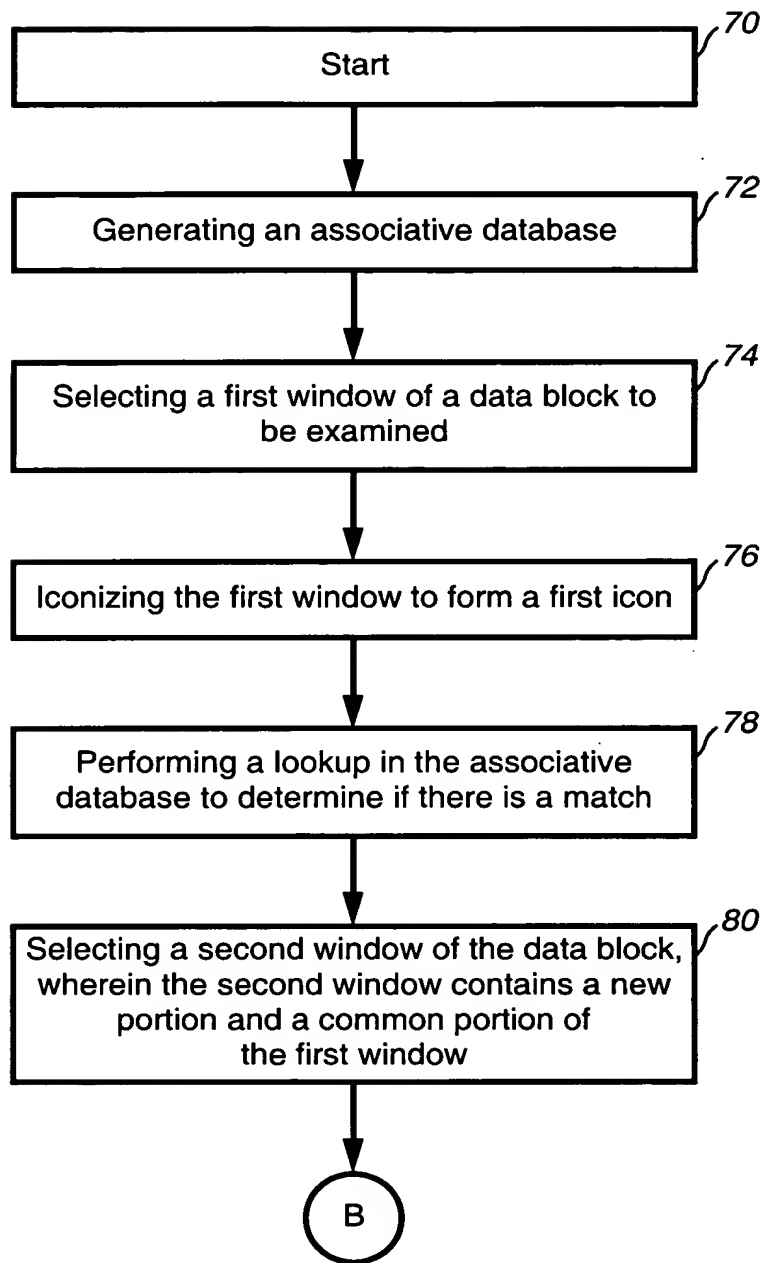 70
Start
72
Generating an associative database
74
Selecting a first window of a data block to
be examined
76
Iconizing the first window to form a first icon
78
Performing a lookup in the associative
database to determine if there is a match
80
Selecting a second window of the data block,
wherein the second window contains a new
portion and a common portion of
the first window
B